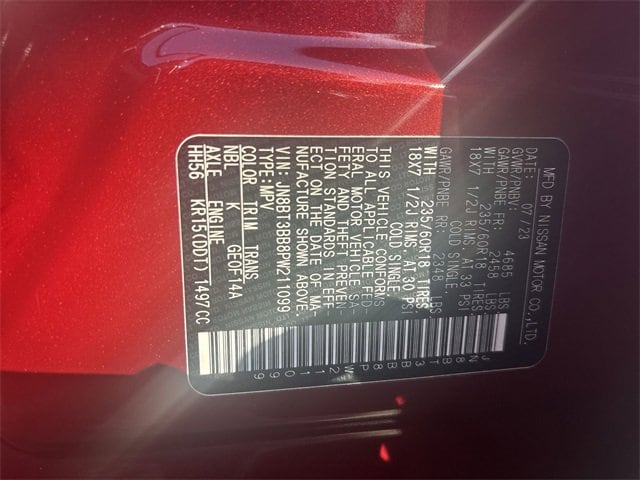 MFD BY NISSAN MOTOR CO.,LTD.
DATE: 07/23
GVWR/PNBV: 4685 LBS
GAWR/PNBE FR: 2458 LBS
WITH 235/60R18 TIRES
18X7 1/2J RIMS, AT 33 PSI
COLD SINGLE
GAWR/PNBE RR: 2348 LBS
WITH 235/60R18 TIRES
18X7 1/2J RIMS, AT 30 PSI
COLD SINGLE
THIS VEHICLE CONFORMS
TO ALL APPLICABLE FED
ERAL MOTOR VEHICLE SA-
FETY AND THEFT PREVEN-
TION STANDARDS IN EFF
ECT ON THE DATE OF MA-
NUFACTURE SHOWN ABOVE.
VIN: JN8BT3BB8PW211099
TYPE:MPV
COLOR TRIM TRANS
NBL K GE0F14A
AXLE ENGINE
HH56 KR15(DDT) 1497CC
JN8BT3BB8PW211099